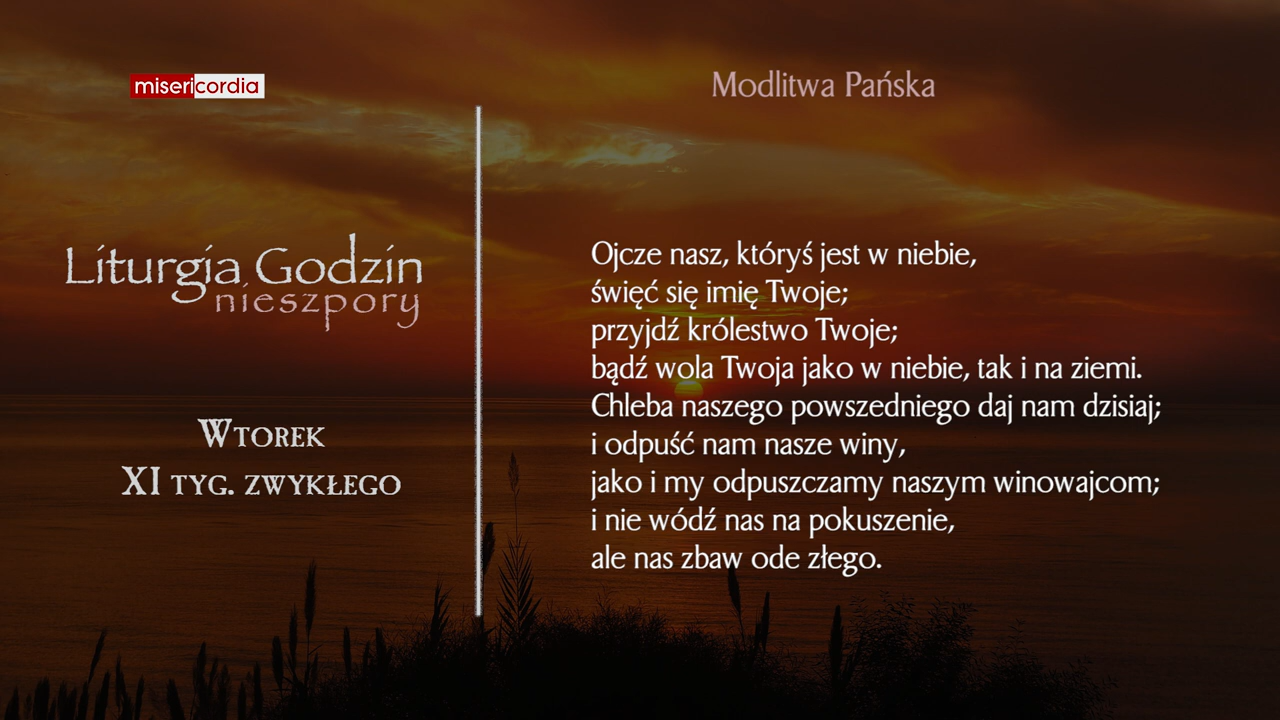 misericordia
Liturgia Godzin
nieszpory
Wtorek
XI tyg. zwykłego
Modlitwa Pańska
Ojcze nasz, któryś jest w niebie,
święć się imię Twoje;
przyjdź królestwo Twoje;
bądź wola Twoja jako w niebie, tak i na ziemi.
Chleba naszego powszedniego daj nam dzisiaj;
i odpuść nam nasze winy,
jako i my odpuszczamy naszym winowajcom;
i nie wódź nas na pokuszenie,
ale nas zbaw ode złego.